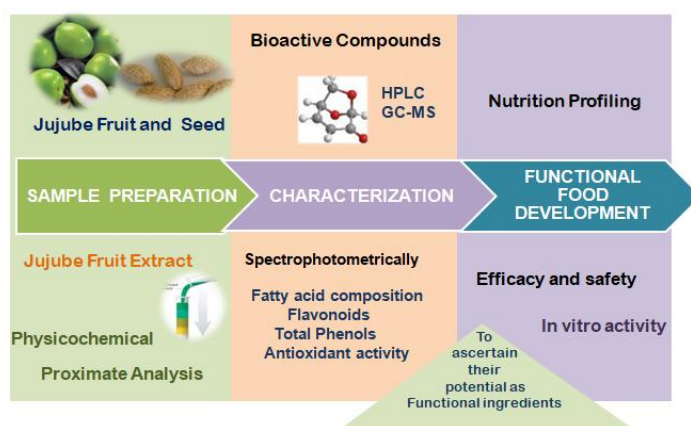 Jujube Fruit and Seed
Bioactive Compounds
HPLC
GC-MS
Nutrition Profiling
SAMPLE PREPARATION
CHARACTERIZATION
FUNCTIONAL
FOOD
DEVELOPMENT
Jujube Fruit Extract
Physicochemical
Proximate Analysis
Spectrophotometrically
Fatty acid composition
Flavonoids
Total Phenols
Antioxidant activity
Efficacy and safety
In vitro activity
To
ascertain
their
potential as
Functional ingredients